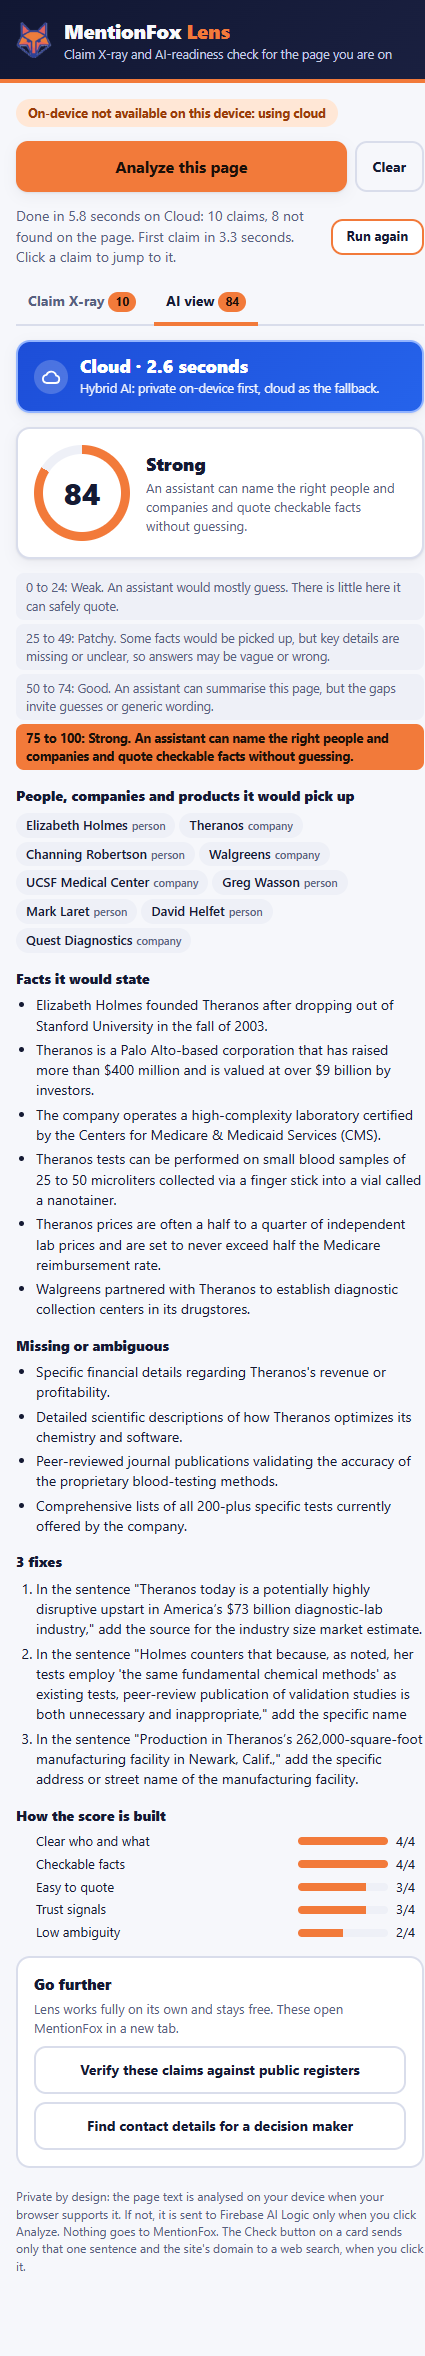 MentionFox Lens
Claim X-ray and AI-readiness check for the page you are on
On-device not available on this device: using cloud
Analyze this page
Clear
Done in 5.8 seconds on Cloud: 10 claims, 8 not
found on the page. First claim in 3.3 seconds.
Click a claim to jump to it.
Run again
Claim X-ray 10
AI view 84
Cloud · 2.6 seconds
Hybrid AI: private on-device first, cloud as the fallback.
84
Strong
An assistant can name the right people and
companies and quote checkable facts
without guessing.
0 to 24: Weak. An assistant would mostly guess. There is little here it
can safely quote.
25 to 49: Patchy. Some facts would be picked up, but key details are
missing or unclear, so answers may be vague or wrong.
50 to 74: Good. An assistant can summarise this page, but the gaps
invite guesses or generic wording.
75 to 100: Strong. An assistant can name the right people and
companies and quote checkable facts without guessing.
People, companies and products it would pick up
Elizabeth Holmes person
Theranos company
Channing Robertson person
Walgreens company
UCSF Medical Center company
Greg Wasson person
Mark Laret person
David Helfet person
Quest Diagnostics company
Facts it would state
• Elizabeth Holmes founded Theranos after dropping out of
Stanford University in the fall of 2003.
• Theranos is a Palo Alto-based corporation that has raised
more than $400 million and is valued at over $9 billion by
investors.
• The company operates a high-complexity laboratory certified
by the Centers for Medicare & Medicaid Services (CMS).
• Theranos tests can be performed on small blood samples of
25 to 50 microliters collected via a finger stick into a vial called
a nanotainer.
• Theranos prices are often a half to a quarter of independent
lab prices and are set to never exceed half the Medicare
reimbursement rate.
• Walgreens partnered with Theranos to establish diagnostic
collection centers in its drugstores.
Missing or ambiguous
• Specific financial details regarding Theranos's revenue or
profitability.
• Detailed scientific descriptions of how Theranos optimizes its
chemistry and software.
• Peer-reviewed journal publications validating the accuracy of
the proprietary blood-testing methods.
• Comprehensive lists of all 200-plus specific tests currently
offered by the company.
3 fixes
1. In the sentence "Theranos today is a potentially highly
disruptive upstart in America's $73 billion diagnostic-lab
industry," add the source for the industry size market estimate.
2. In the sentence "Holmes counters that because, as noted, her
tests employ 'the same fundamental chemical methods' as
existing tests, peer-review publication of validation studies is
both unnecessary and inappropriate," add the specific name
3. In the sentence "Production in Theranos's 262,000-square-foot
manufacturing facility in Newark, Calif.," add the specific
address or street name of the manufacturing facility.
How the score is built
Clear who and what 4/4
Checkable facts 4/4
Easy to quote 3/4
Trust signals 3/4
Low ambiguity 2/4
Go further
Lens works fully on its own and stays free. These open
MentionFox in a new tab.
Verify these claims against public registers
Find contact details for a decision maker
Private by design: the page text is analysed on your device when your
browser supports it. If not, it is sent to Firebase AI Logic only when you click
Analyze. Nothing goes to MentionFox. The Check button on a card sends
only that one sentence and the site's domain to a web search, when you click
it.